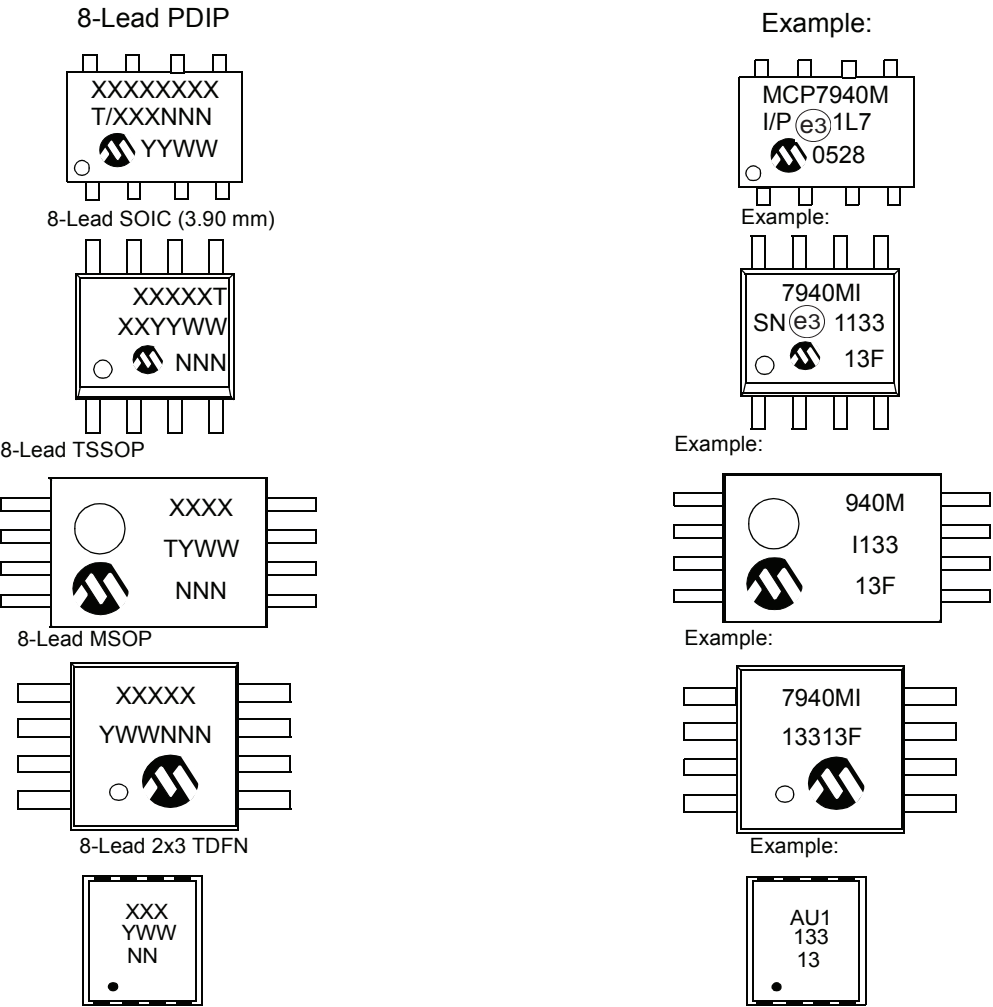 8-Lead PDIP
Example:
XXXXXXXX
T/XXXNNN
YYWW
MCP7940M
I/P e3 1L7
0528
8-Lead SOIC (3.90 mm)
Example:
XXXXXT
XXYYWW
NNN
7940MI
SN e3 1133
13F
8-Lead TSSOP
Example:
XXXX
TYWW
NNN
940M
I133
13F
8-Lead MSOP
Example:
XXXXX
YWWNNN
7940MI
13313F
8-Lead 2x3 TDFN
Example:
XXX
YWW
NN
AU1
133
13